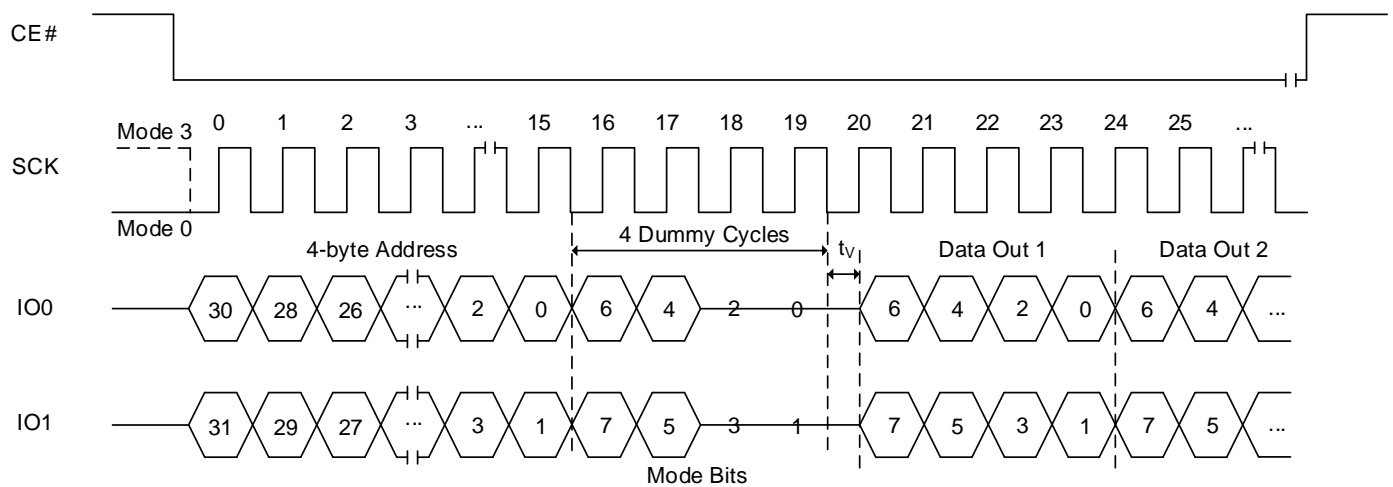 CE#
Mode 3 0 1 2 3 ... 15 16 17 18 19 20 21 22 23 24 25 ...
SCK
Mode 0
4-byte Address 4 Dummy Cycles tV Data Out 1 Data Out 2
IO0 30 28 26 ... 2 0 6 4 2 0 6 4 2 0 6 4 ...
IO1 31 29 27 ... 3 1 7 5 3 1 7 5 3 1 7 5 ...
Mode Bits